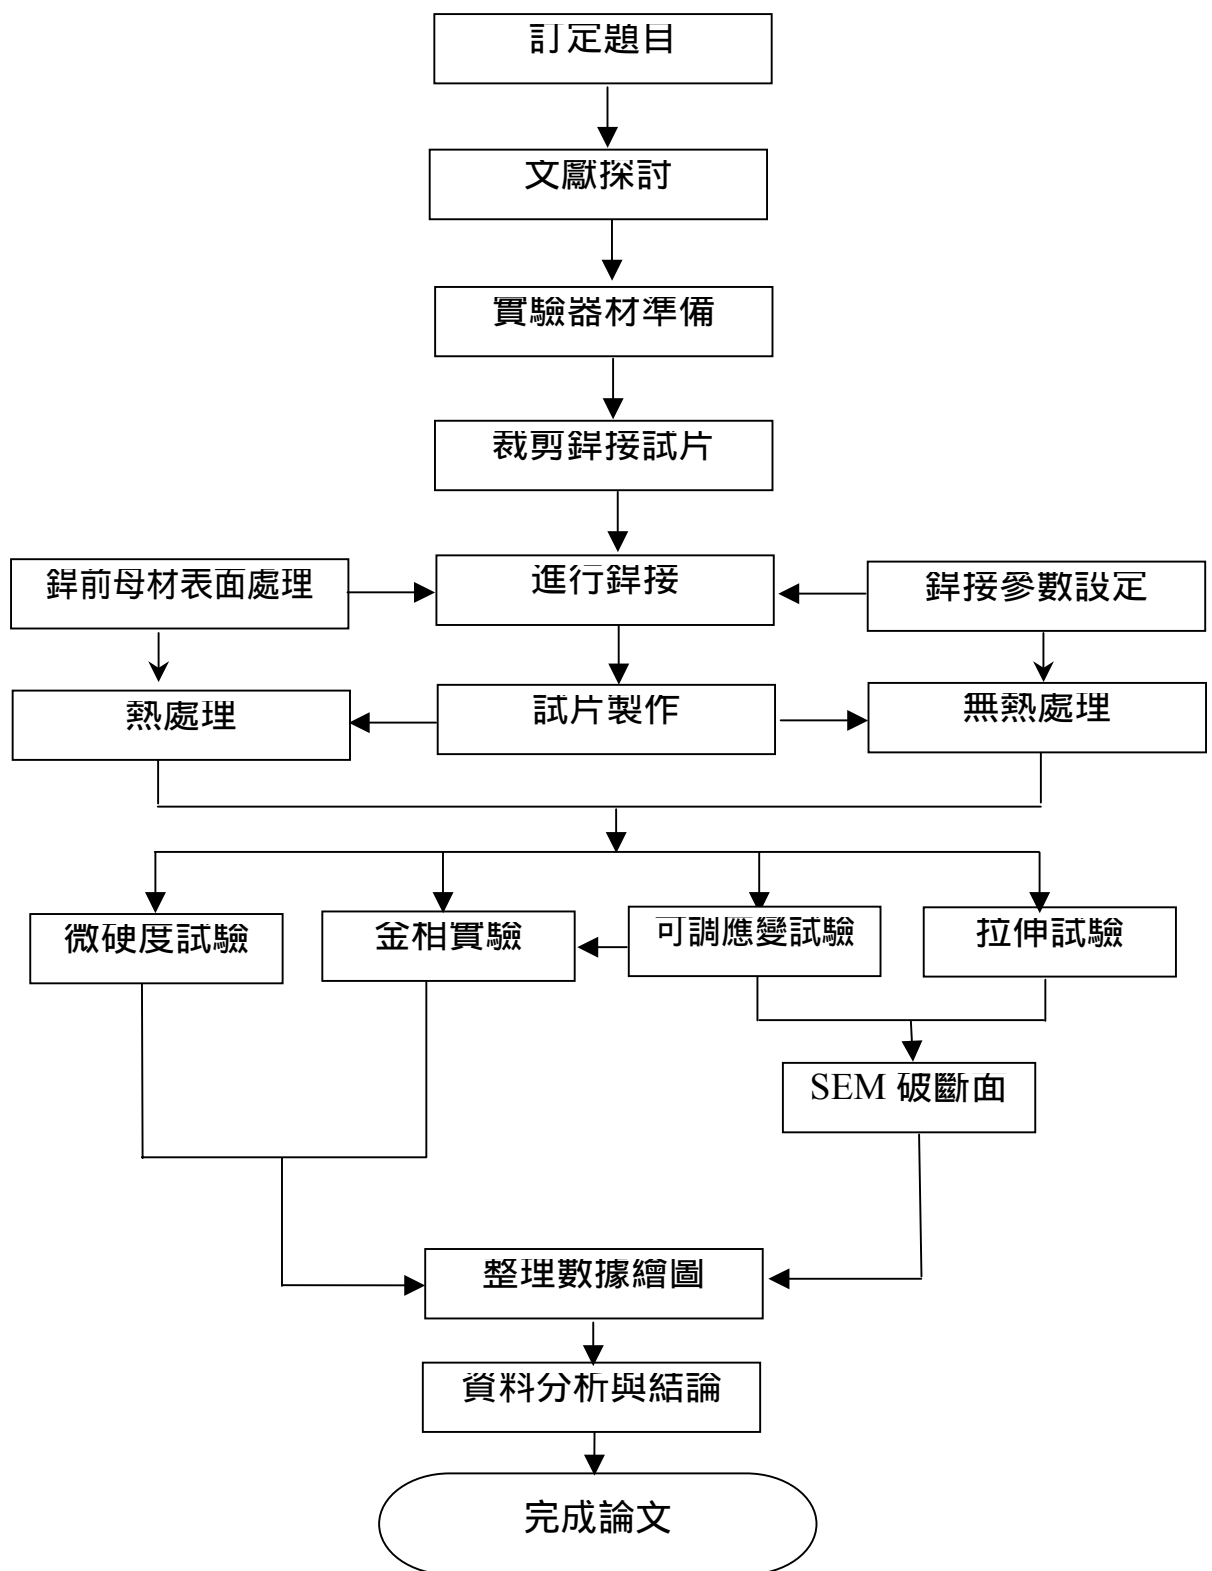 訂定題目
文獻探討
實驗器材準備
裁剪銲接試片
銲前母材表面處理
進行銲接
銲接參數設定
熱處理
試片製作
無熱處理
微硬度試驗
金相實驗
可調應變試驗
拉伸試驗
SEM 破斷面
整理數據繪圖
資料分析與結論
完成論文